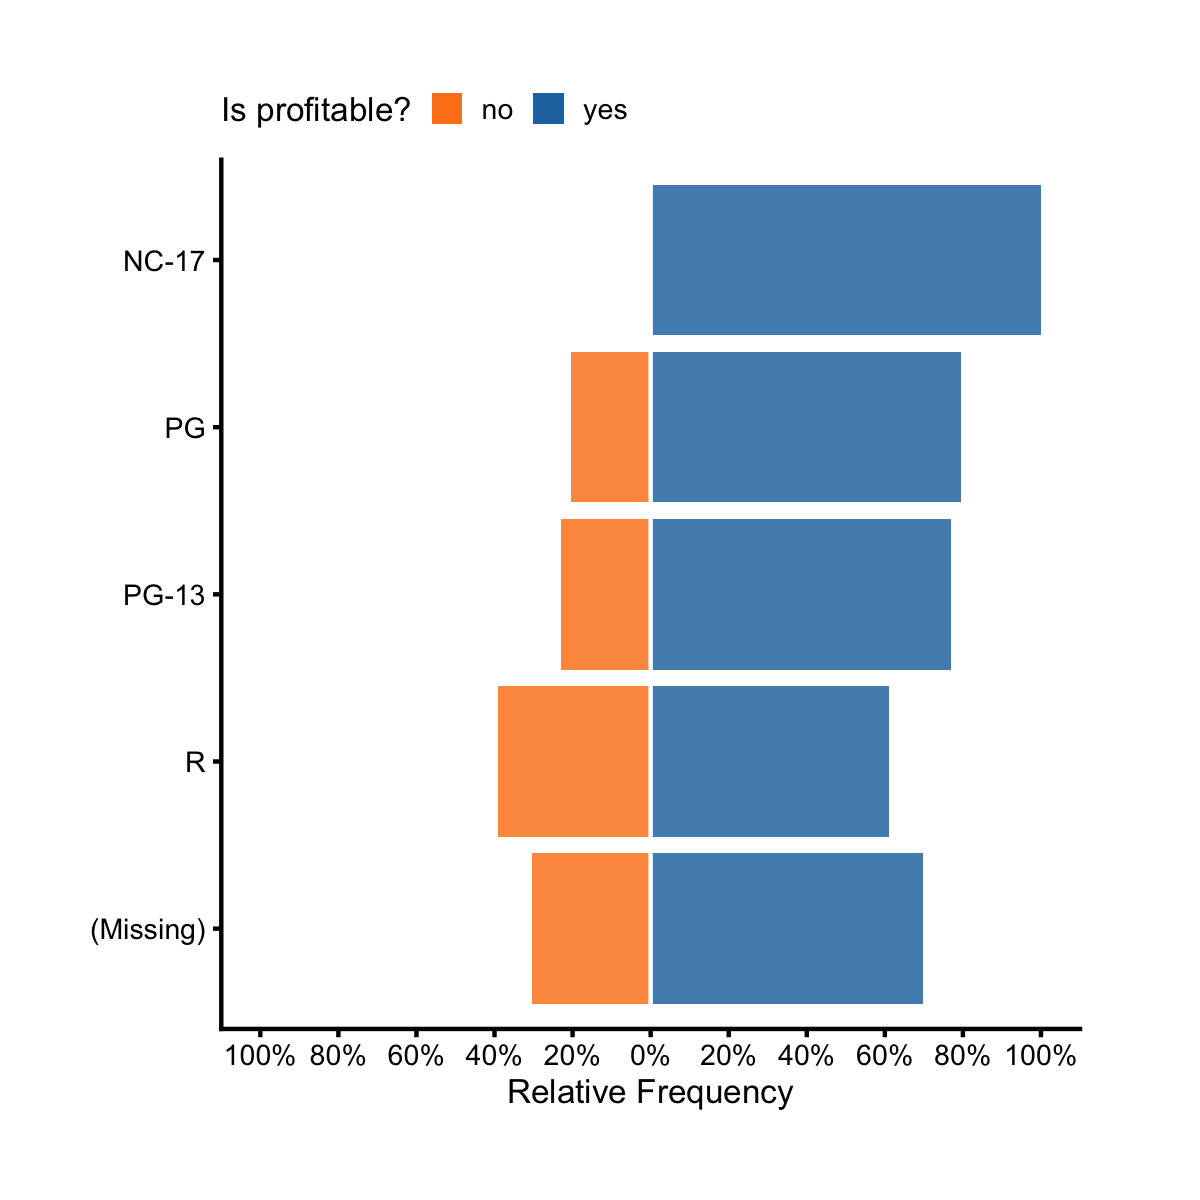 Is profitable? no yes
NC-17
PG
PG-13
R
(Missing)
100% 80% 60% 40% 20% 0% 20% 40% 60% 80% 100%
Relative Frequency